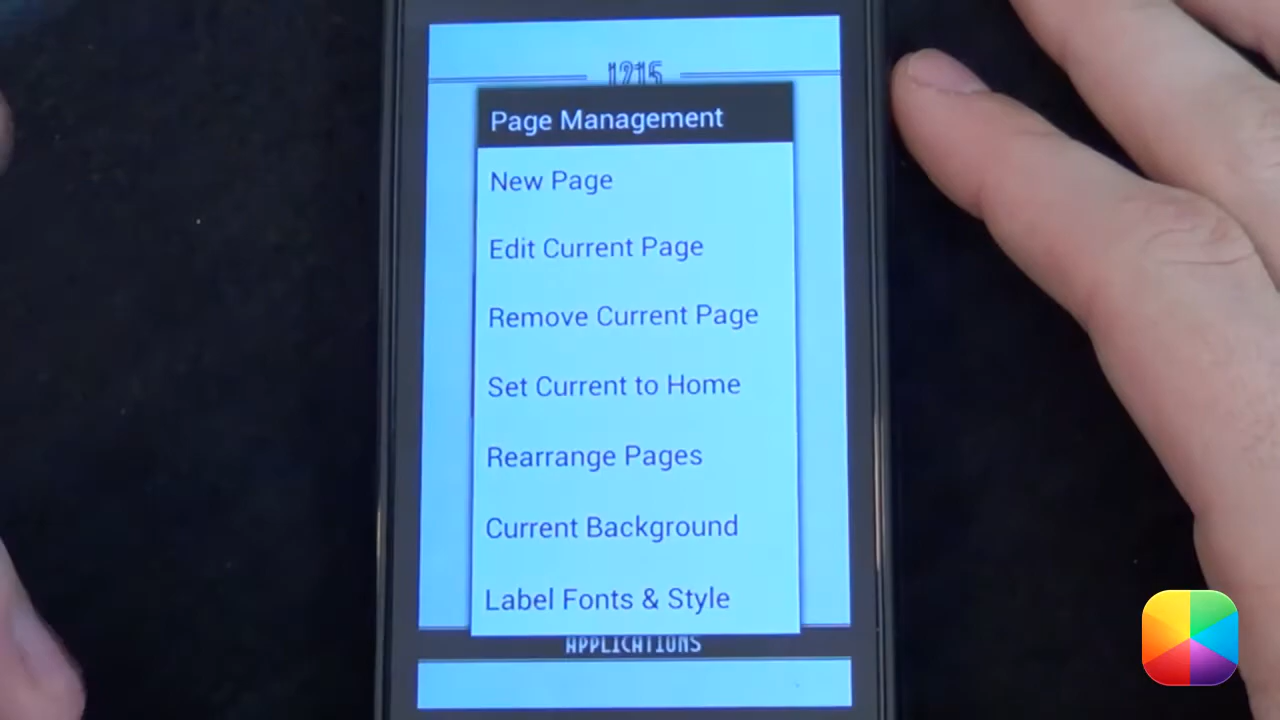 1215
Page Management
New Page
Edit Current Page
Remove Current Page
Set Current to Home
Rearrange Pages
Current Background
Label Fonts & Style
APPLICATIONS